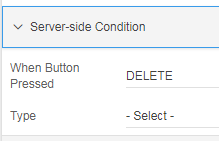 Server-side Condition
When Button
Pressed
DELETE
Type
- Select -